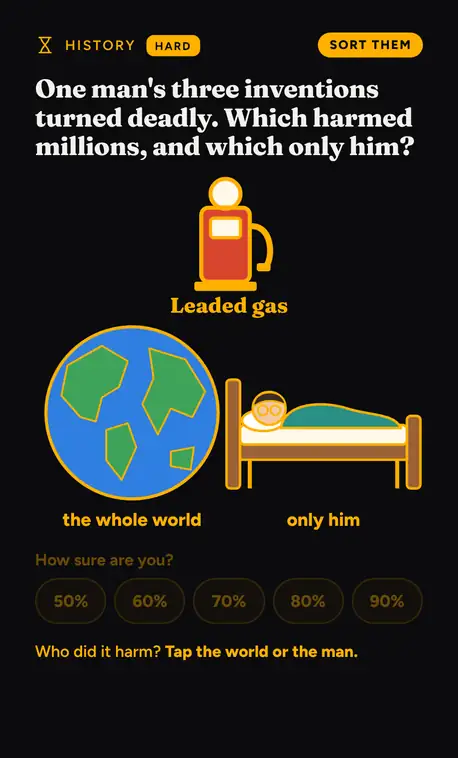 HISTORY HARD SORT THEM
One man's three inventions
turned deadly. Which harmed
millions, and which only him?
Leaded gas
the whole world only him
How sure are you?
50% 60% 70% 80% 90%
Who did it harm? Tap the world or the man.